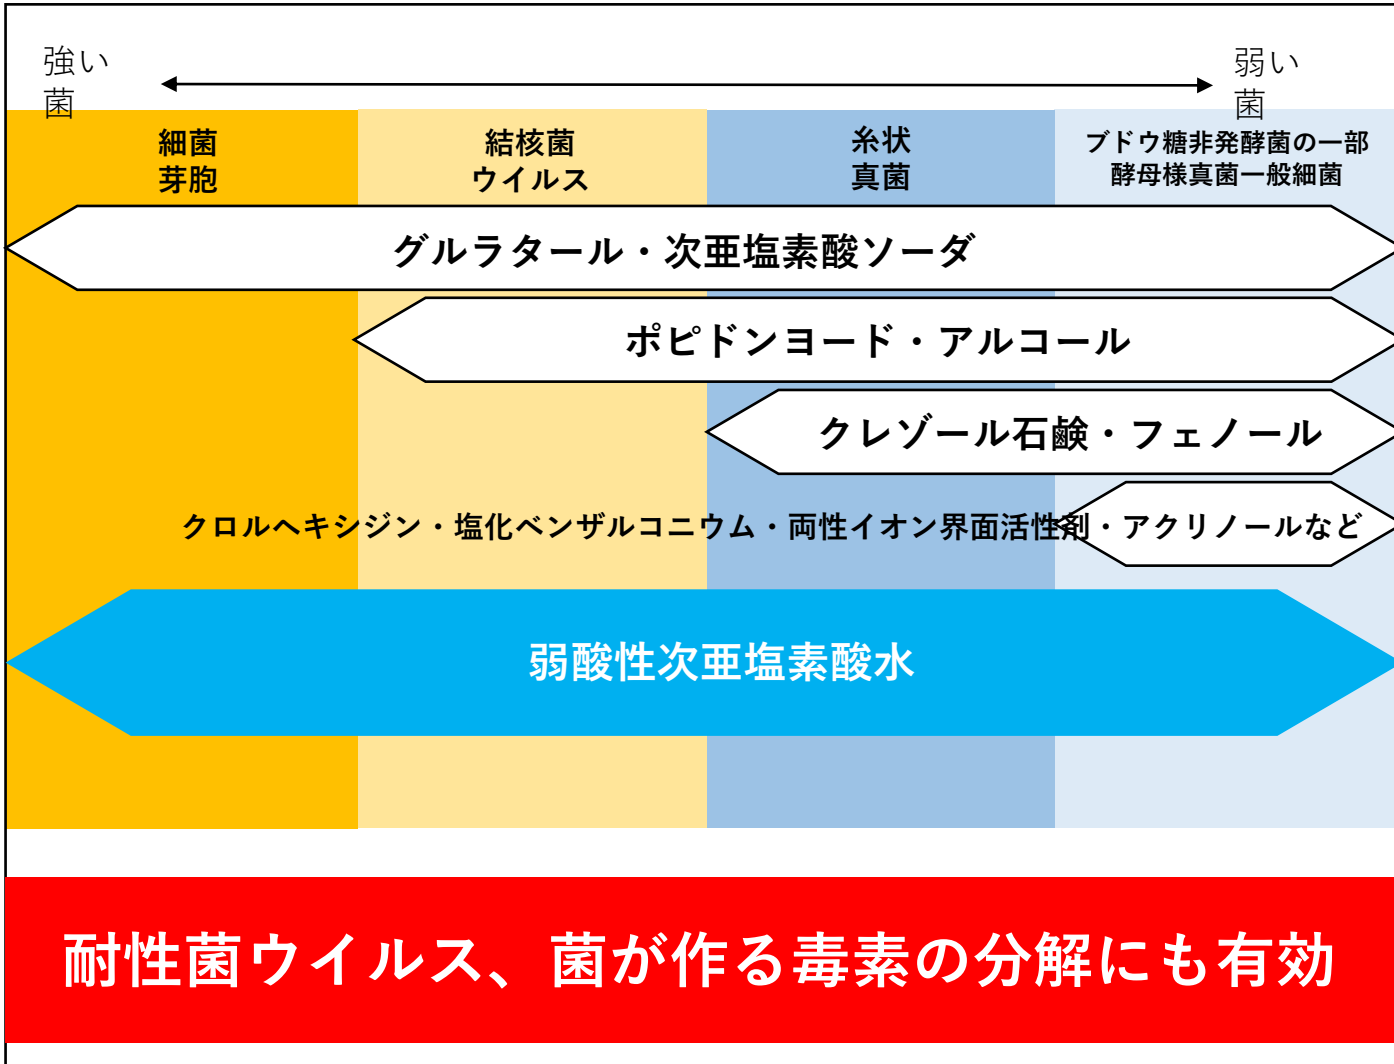 強い
菌
弱い
菌
細菌
芽胞
結核菌
ウイルス
糸状
真菌
ブドウ糖非発酵菌の一部
酵母様真菌一般細菌
グルラタール・次亜塩素酸ソーダ
ポピドンヨード・アルコール
クレゾール石鹸・フェノール
クロルヘキシジン・塩化ベンザルコニウム・両性イオン界面活性剤・アクリノールなど
弱酸性次亜塩素酸水
耐性菌ウイルス、菌が作る毒素の分解にも有効